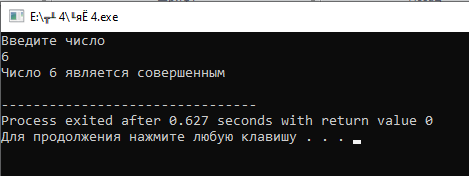 E:\┳╜ 4\╙яЁ 4.exe
Введите число
6
Число 6 является совершенным
--------------------------------
Process exited after 0.627 seconds with return value 0
Для продолжения нажмите любую клавишу . . .